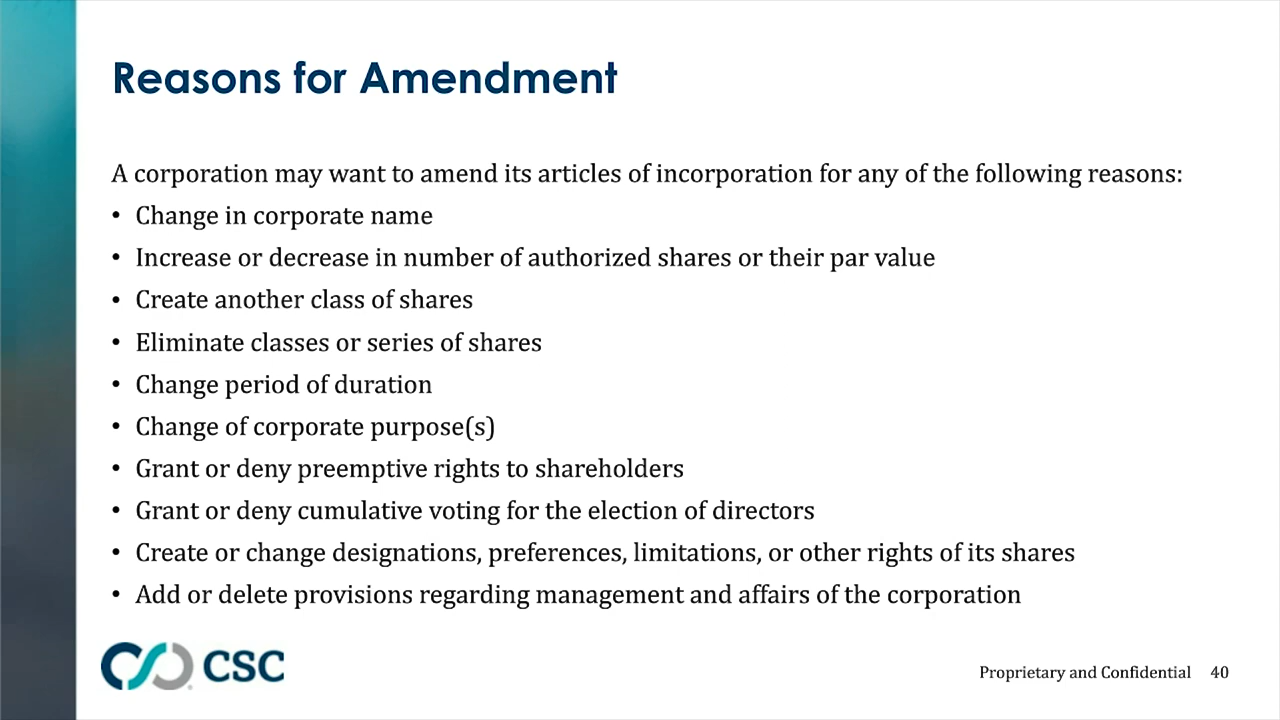 Reasons for Amendment
A corporation may want to amend its articles of incorporation for any of the following reasons:
• Change in corporate name
• Increase or decrease in number of authorized shares or their par value
• Create another class of shares
• Eliminate classes or series of shares
• Change period of duration
• Change of corporate purpose(s)
• Grant or deny preemptive rights to shareholders
• Grant or deny cumulative voting for the election of directors
• Create or change designations, preferences, limitations, or other rights of its shares
• Add or delete provisions regarding management and affairs of the corporation
CSC
Proprietary and Confidential 40